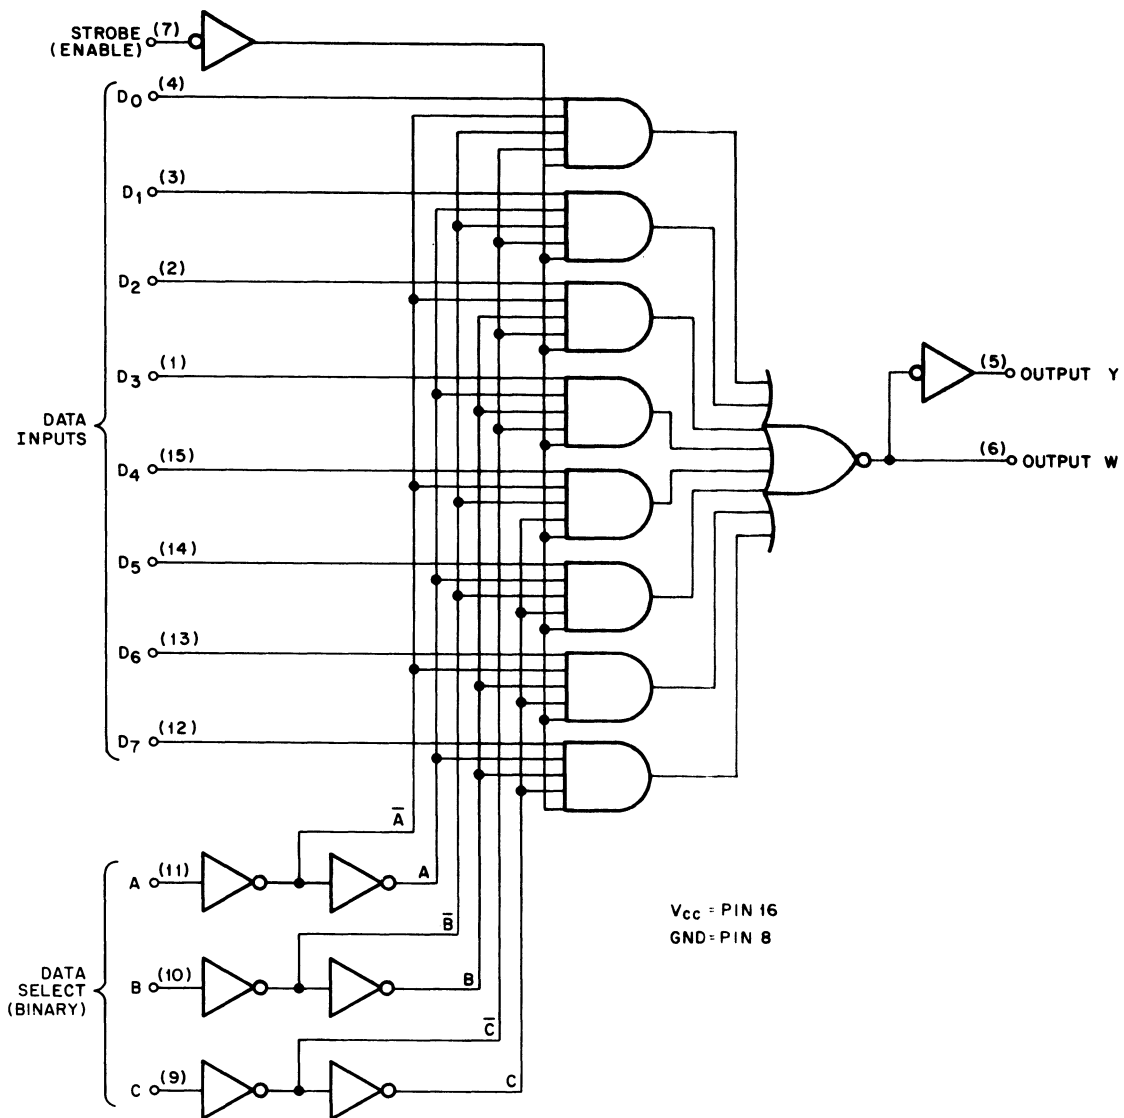 STROBE (7)
(ENABLE)
D0 (4)
D1 (3)
D2 (2)
D3 (1)
DATA
INPUTS
D4 (15)
D5 (14)
D6 (13)
D7 (12)
(5) OUTPUT Y
(6) OUTPUT W
A̅
A (11)
A
B̅
DATA
SELECT
(BINARY)
B (10)
B
C̅
C (9)
C
VCC = PIN 16
GND=PIN 8